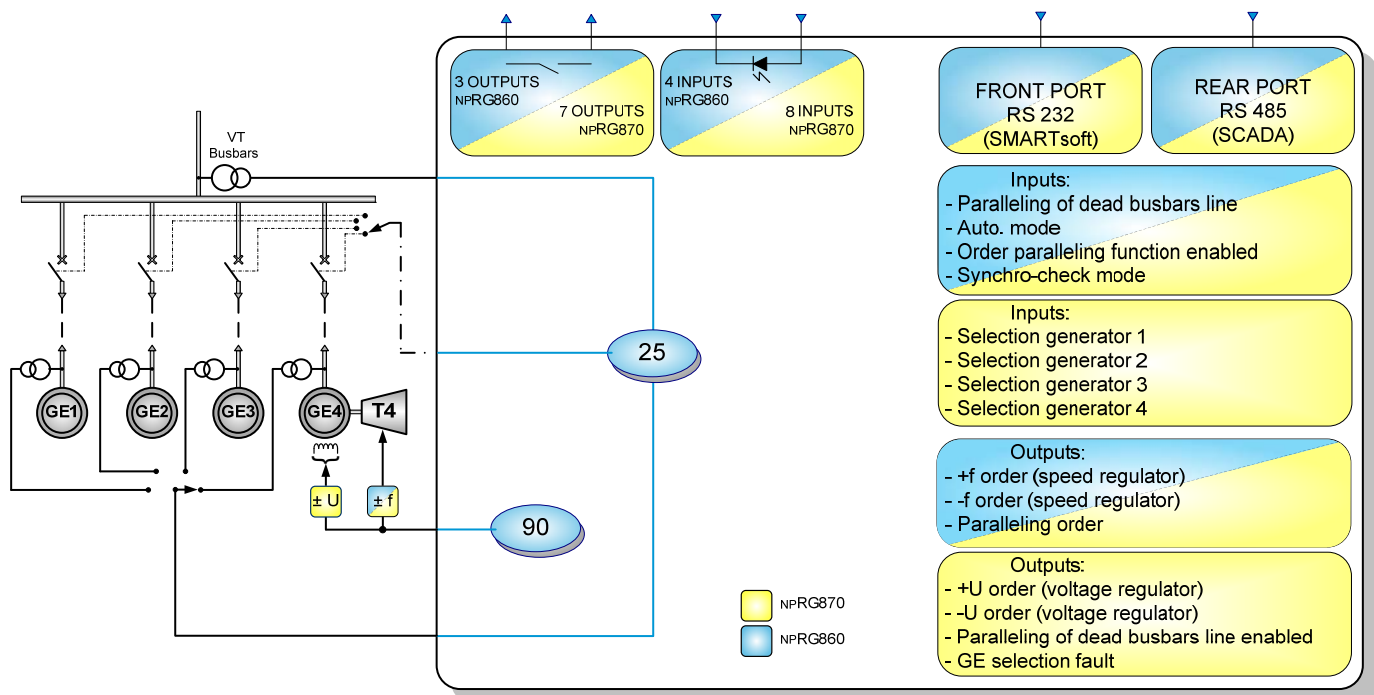 3 OUTPUTS
NPRG860
7 OUTPUTS
NPRG870
4 INPUTS
NPRG860
8 INPUTS
NPRG870
FRONT PORT
RS 232
(SMARTsoft)
REAR PORT
RS 485
(SCADA)
VT
Busbars
Inputs:
- Paralleling of dead busbars line
- Auto. mode
- Order paralleling function enabled
- Synchro-check mode
Inputs:
- Selection generator 1
- Selection generator 2
- Selection generator 3
- Selection generator 4
25
GE1
GE2
GE3
GE4
T4
± U
± f
90
Outputs:
- +f order (speed regulator)
- -f order (speed regulator)
- Paralleling order
Outputs:
- +U order (voltage regulator)
- -U order (voltage regulator)
- Paralleling of dead busbars line enabled
- GE selection fault
NPRG870
NPRG860